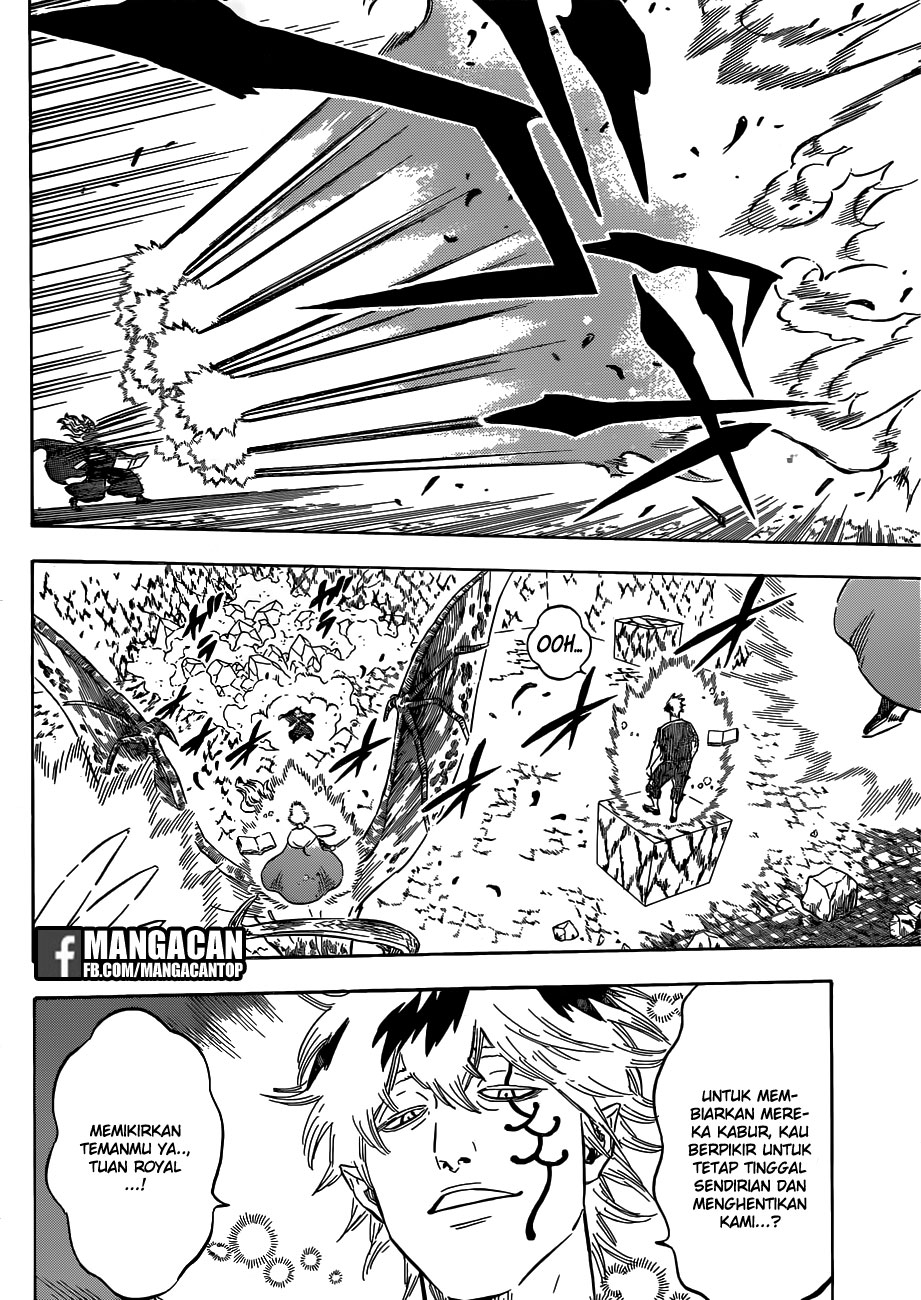 OOH...
MANGACAN
FB.COM/MANGACANTOP
UNTUK MEM-
BIARKAN MERE-
KA KABUR, KAU
BERPIKIR UNTUK
TETAP TINGGAL
SENDIRIAN DAN
MENGHENTIKAN
KAMI...?
MEMIKIRKAN
TEMANMU YA..,
TUAN ROYAL
...!